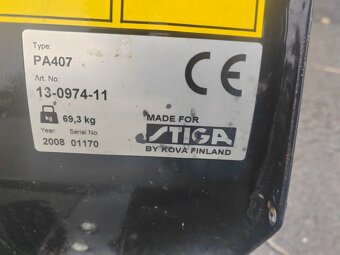 Type:
PA407
Art. No:
13-0974-11
kg 69,3 kg
Year: Serial No:
2008 01170
CE
MADE FOR
STIGA
BY KOVA FINLAND